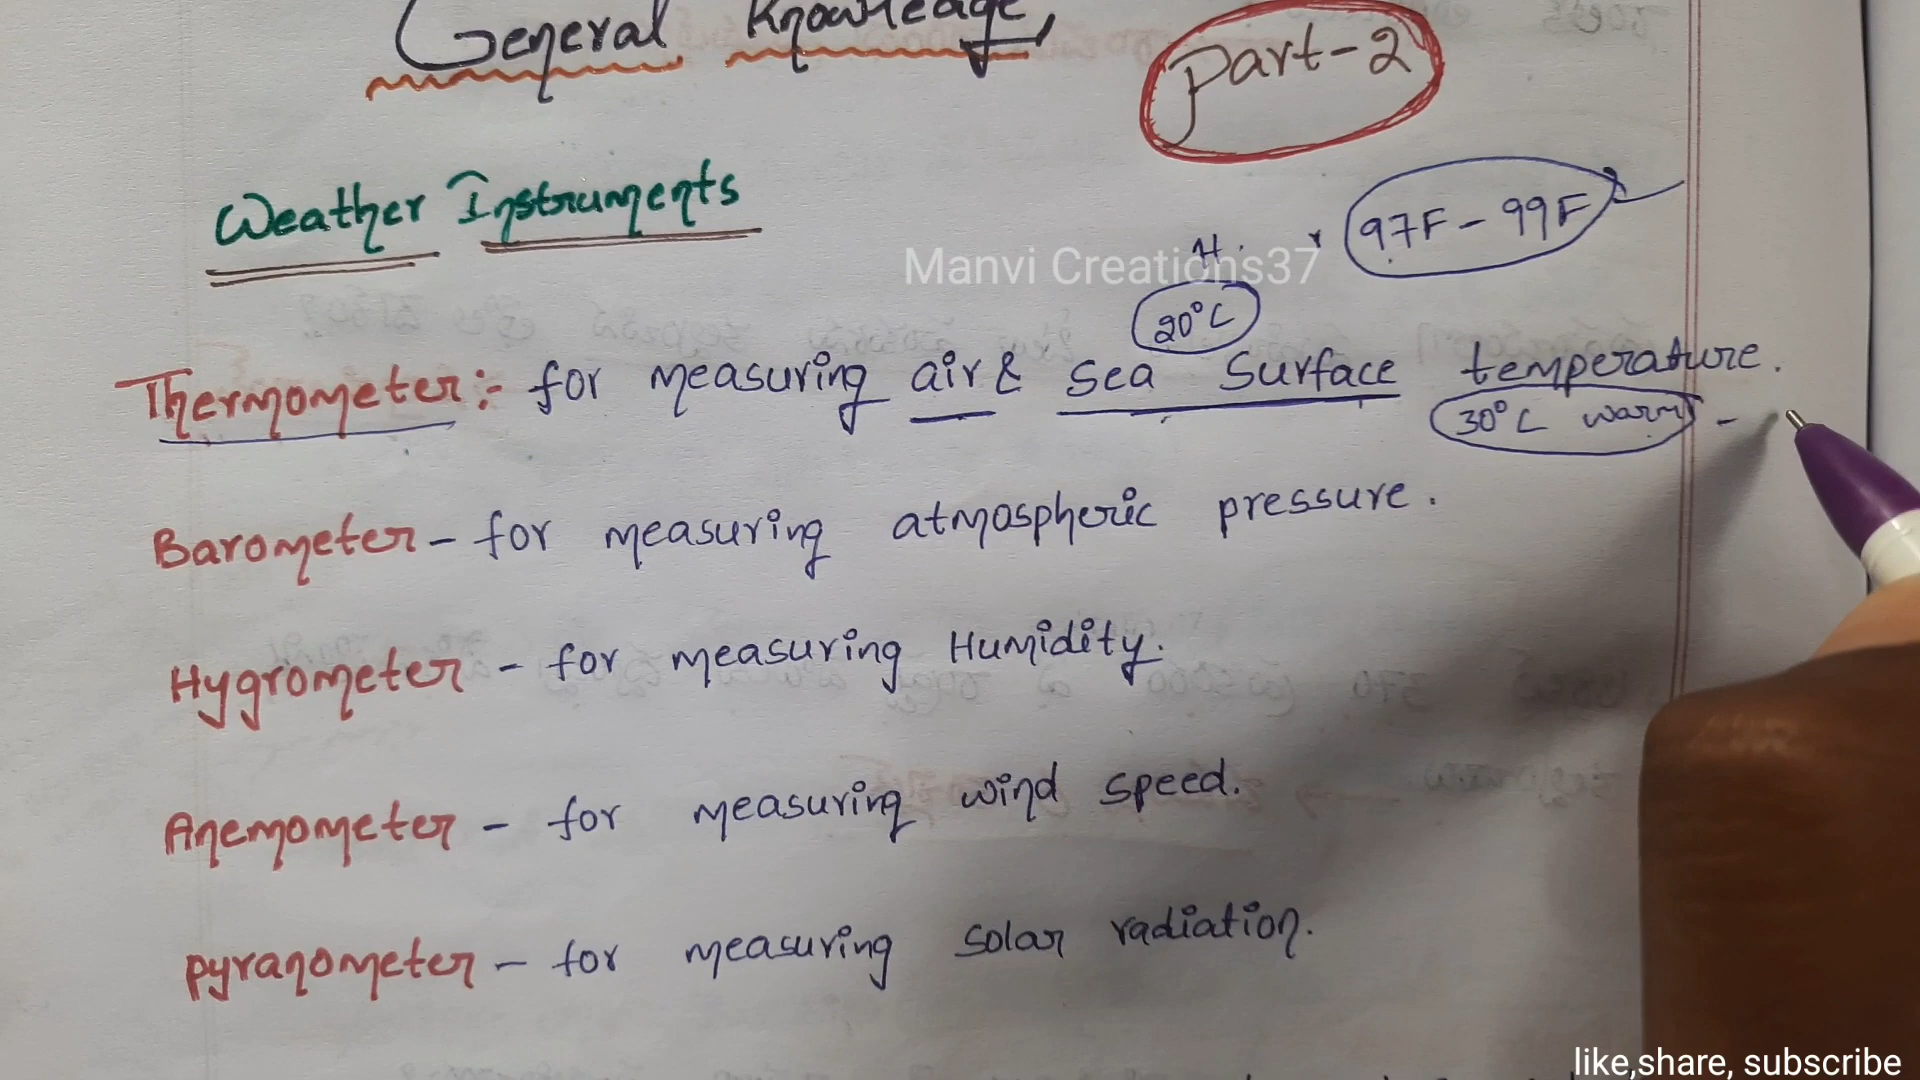 General Knowledge,
Part-2
Weather Instruments
H. 97F - 99F
Manvi Creations37
20°C
Thermometer:- for measuring air & sea surface temperature.
30°C warm -
Barometer - for measuring atmospheric pressure.
Hygrometer - for measuring Humidity.
Anemometer - for measuring wind speed.
pyranometer - for measuring solar radiation.
like,share, subscribe